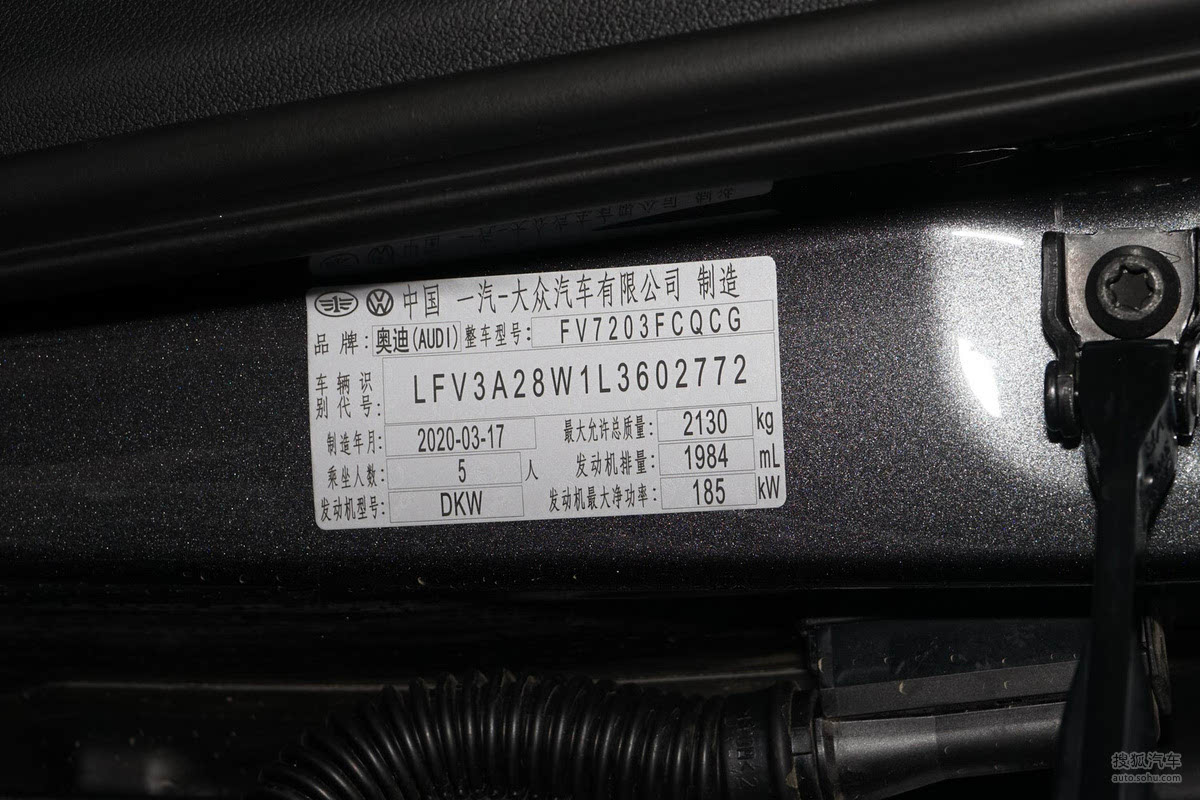 中国 一汽-大众汽车有限公司 制造
品牌: 奥迪(AUDI) 整车型号: FV7203FCQCG
车辆识别代号: LFV3A28W1L3602772
制造年月: 2020-03-17 最大允许总质量: 2130 kg
乘坐人数: 5 人 发动机排量: 1984 mL
发动机型号: DKW 发动机最大净功率: 185 kW
搜狐汽车
auto.sohu.com